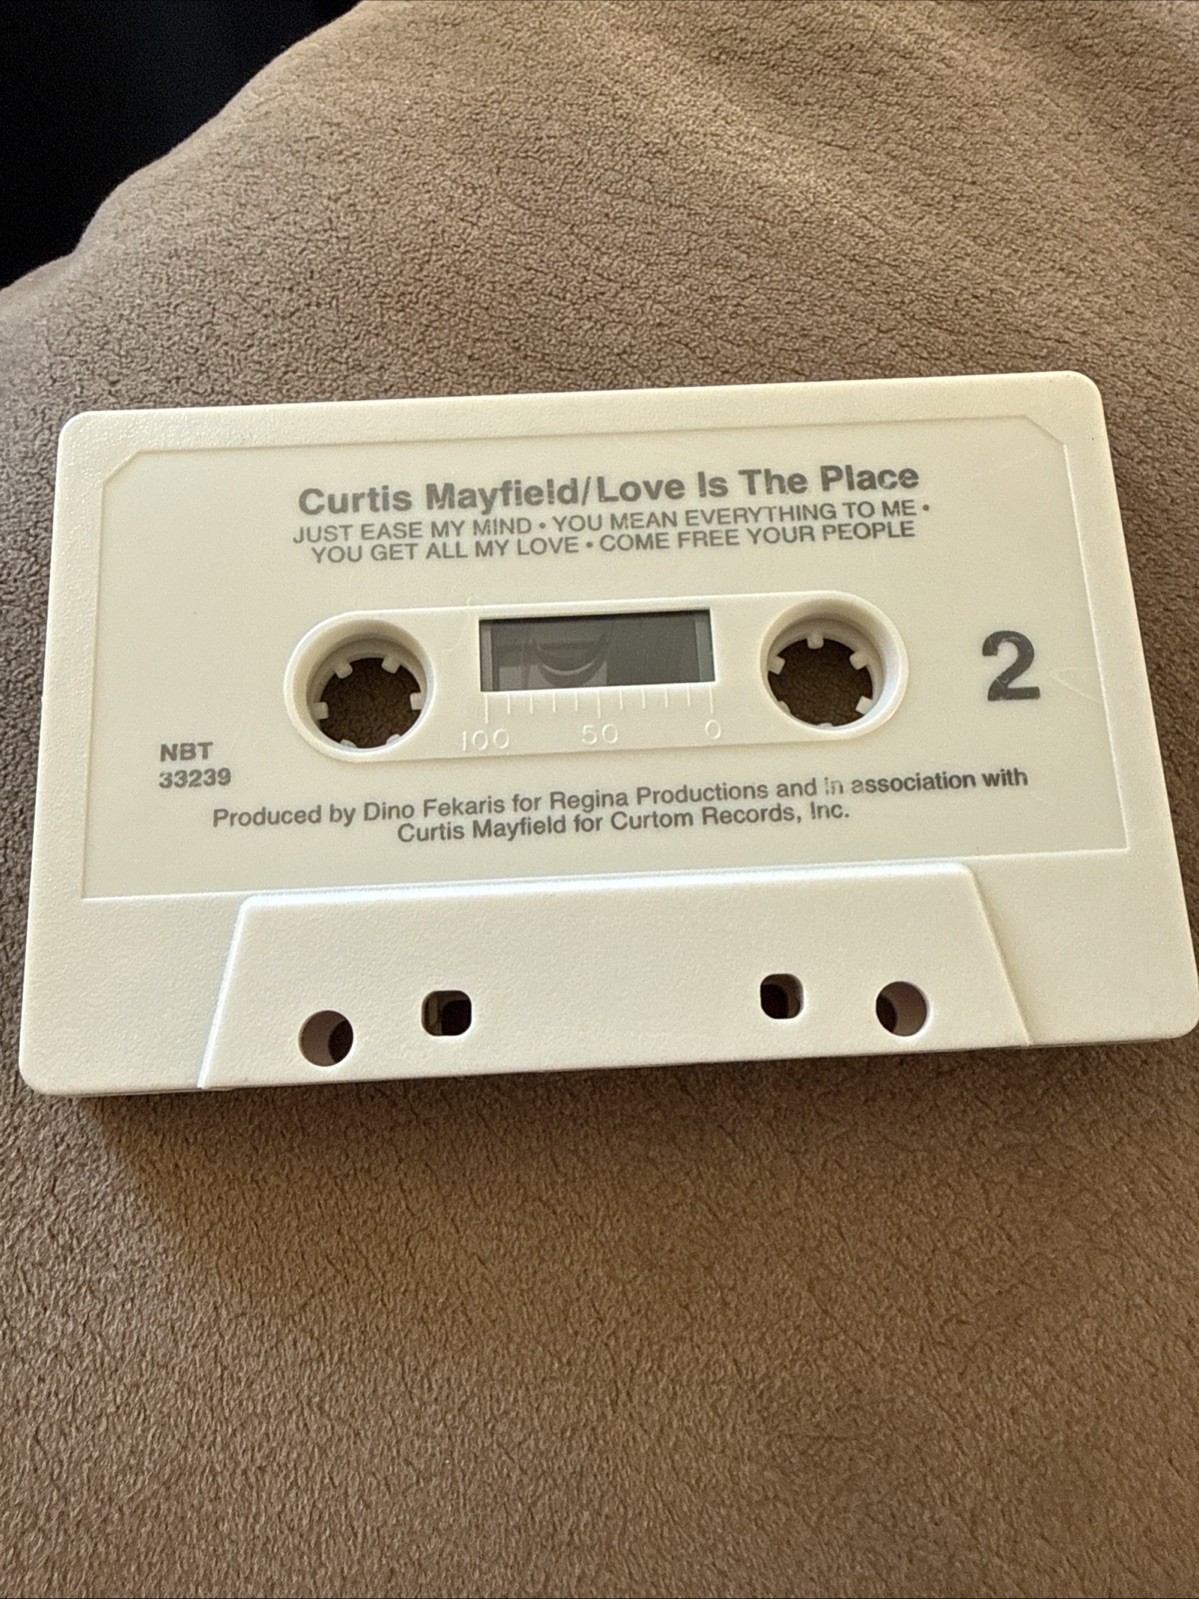 Curtis Mayfield/Love Is The Place
JUST EASE MY MIND • YOU MEAN EVERYTHING TO ME •
YOU GET ALL MY LOVE • COME FREE YOUR PEOPLE
2
100 50 0
NBT
33239
Produced by Dino Fekaris for Regina Productions and in association with
Curtis Mayfield for Curtom Records, Inc.